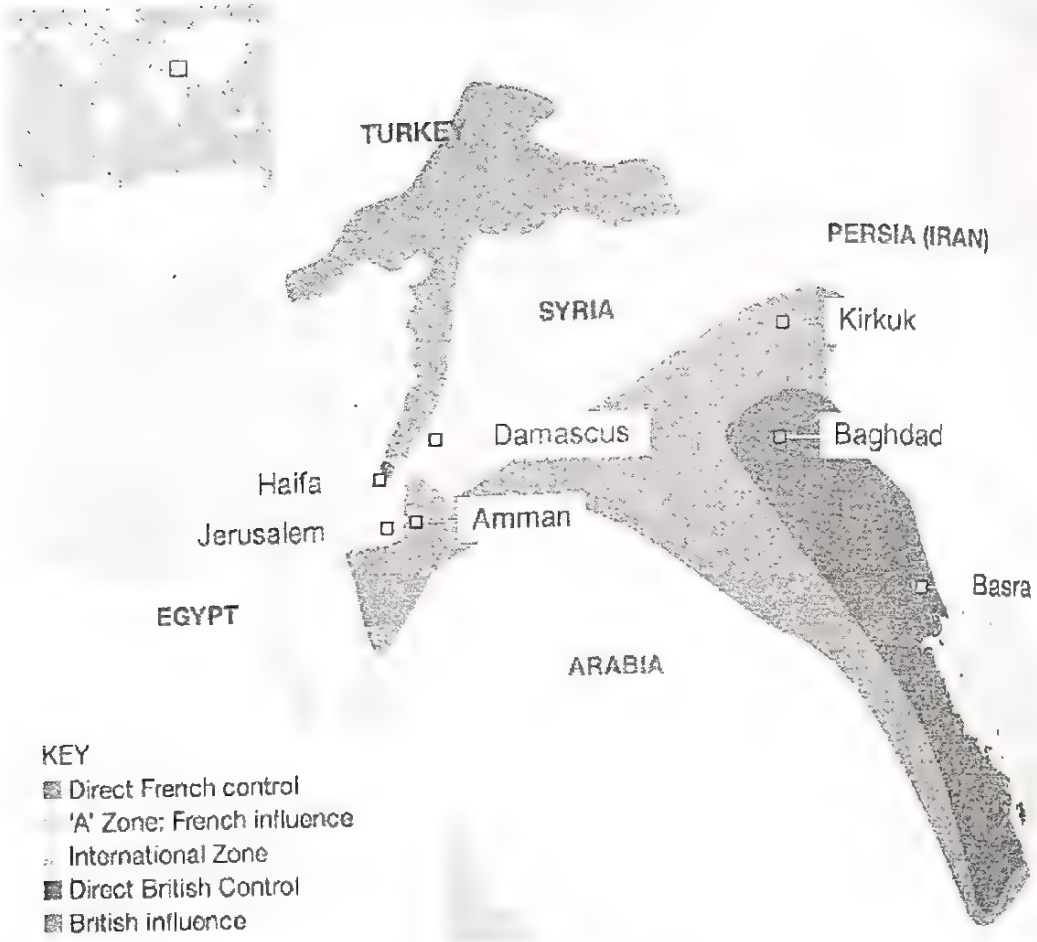 TURKEY
PERSIA (IRAN)
SYRIA
Kirkuk
Damascus
Baghdad
Haifa
Jerusalem
Amman
EGYPT
Basra
ARABIA
KEY
Direct French control
'A' Zone: French influence
International Zone
Direct British Control
British influence